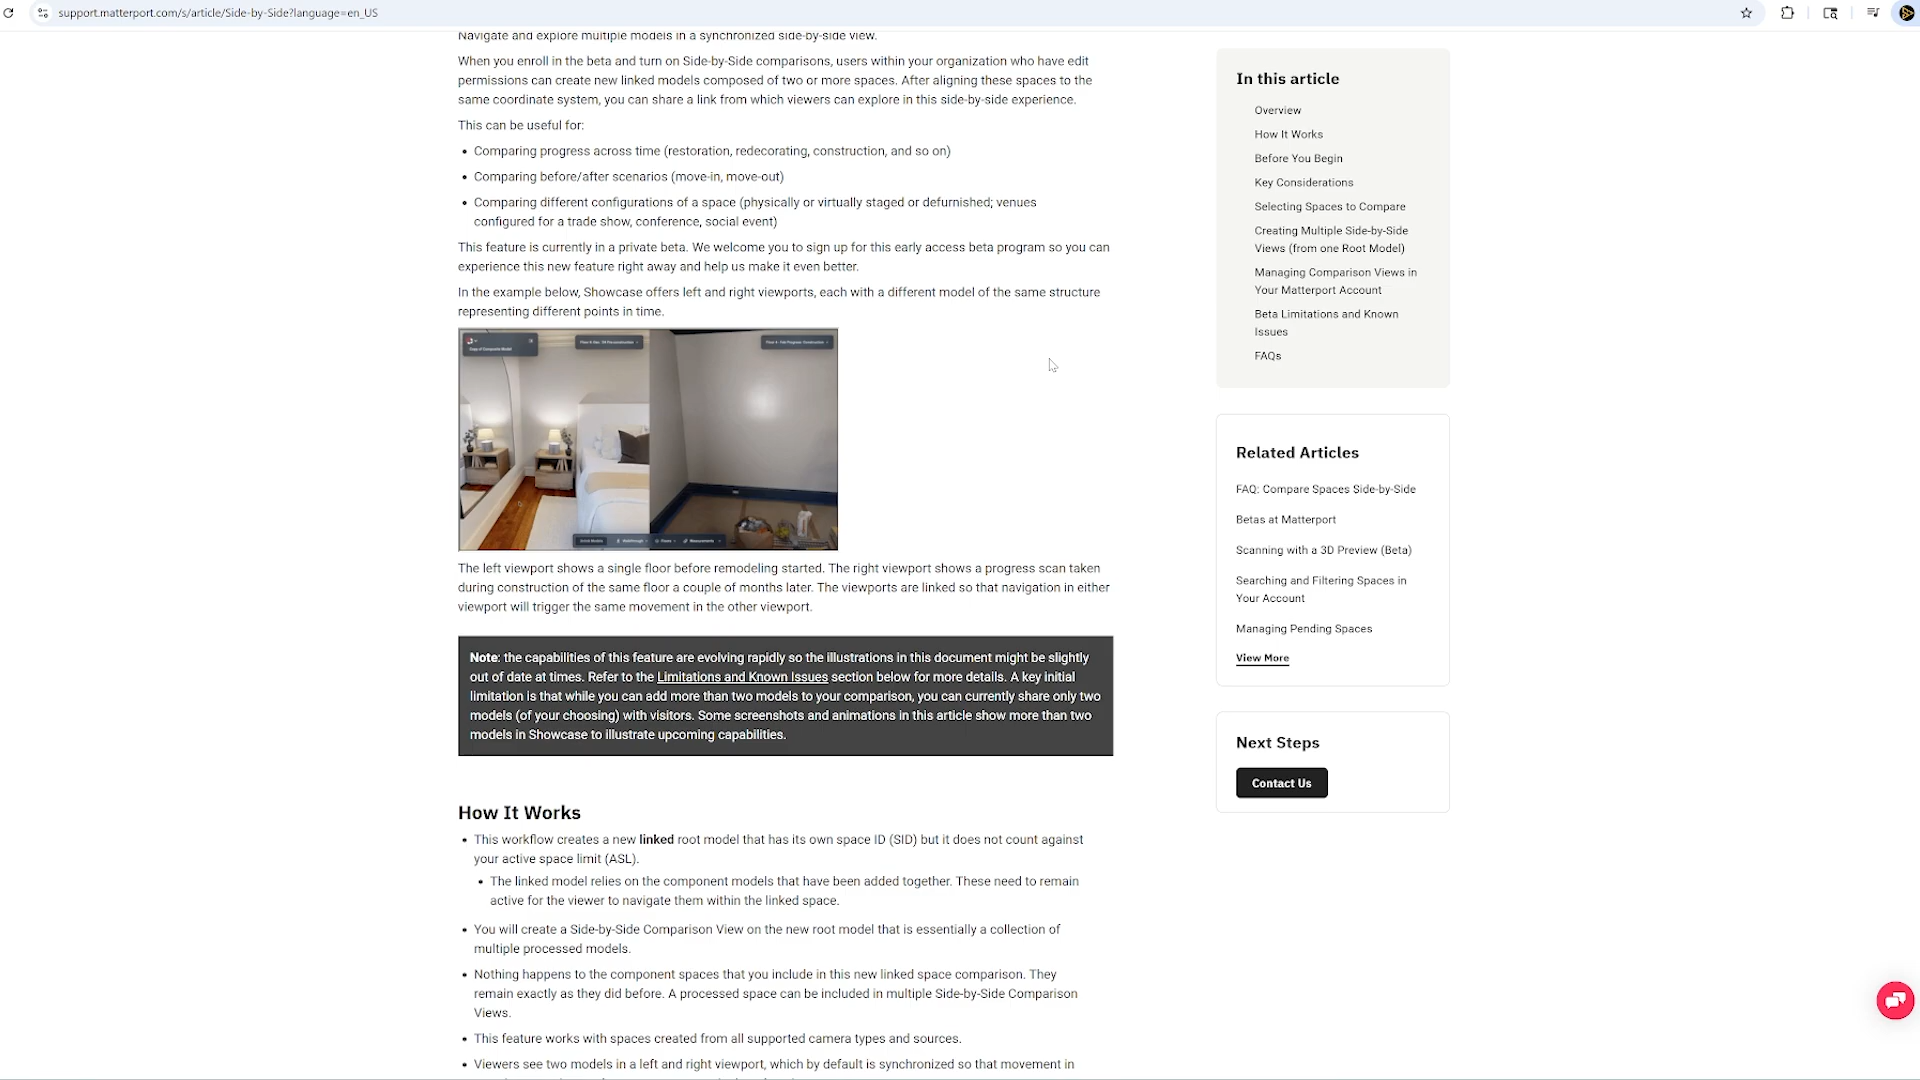 support.matterport.com/s/article/Side-by-Side?language=en_US
Navigate and explore multiple models in a synchronized side-by-side view.
When you enroll in the beta and turn on Side-by-Side comparisons, users within your organization who have edit
permissions can create new linked models composed of two or more spaces. After aligning these spaces to the
same coordinate system, you can share a link from which viewers can explore in this side-by-side experience.
This can be useful for:
• Comparing progress across time (restoration, redecorating, construction, and so on)
• Comparing before/after scenarios (move-in, move-out)
• Comparing different configurations of a space (physically or virtually staged or defurnished; venues
configured for a trade show, conference, social event)
This feature is currently in a private beta. We welcome you to sign up for this early access beta program so you can
experience this new feature right away and help us make it even better.
In the example below, Showcase offers left and right viewports, each with a different model of the same structure
representing different points in time.
Copy of Composite Model
The left viewport shows a single floor before remodeling started. The right viewport shows a progress scan taken
during construction of the same floor a couple of months later. The viewports are linked so that navigation in either
viewport will trigger the same movement in the other viewport.
Note: the capabilities of this feature are evolving rapidly so the illustrations in this document might be slightly
out of date at times. Refer to the Limitations and Known Issues section below for more details. A key initial
limitation is that while you can add more than two models to your comparison, you can currently share only two
models (of your choosing) with visitors. Some screenshots and animations in this article show more than two
models in Showcase to illustrate upcoming capabilities.
How It Works
• This workflow creates a new linked root model that has its own space ID (SID) but it does not count against
your active space limit (ASL).
• The linked model relies on the component models that have been added together. These need to remain
active for the viewer to navigate them within the linked space.
• You will create a Side-by-Side Comparison View on the new root model that is essentially a collection of
multiple processed models.
• Nothing happens to the component spaces that you include in this new linked space comparison. They
remain exactly as they did before. A processed space can be included in multiple Side-by-Side Comparison
Views.
• This feature works with spaces created from all supported camera types and sources.
• Viewers see two models in a left and right viewport, which by default is synchronized so that movement in
In this article
Overview
How It Works
Before You Begin
Key Considerations
Selecting Spaces to Compare
Creating Multiple Side-by-Side
Views (from one Root Model)
Managing Comparison Views in
Your Matterport Account
Beta Limitations and Known
Issues
FAQs
Related Articles
FAQ: Compare Spaces Side-by-Side
Betas at Matterport
Scanning with a 3D Preview (Beta)
Searching and Filtering Spaces in
Your Account
Managing Pending Spaces
View More
Next Steps
Contact Us